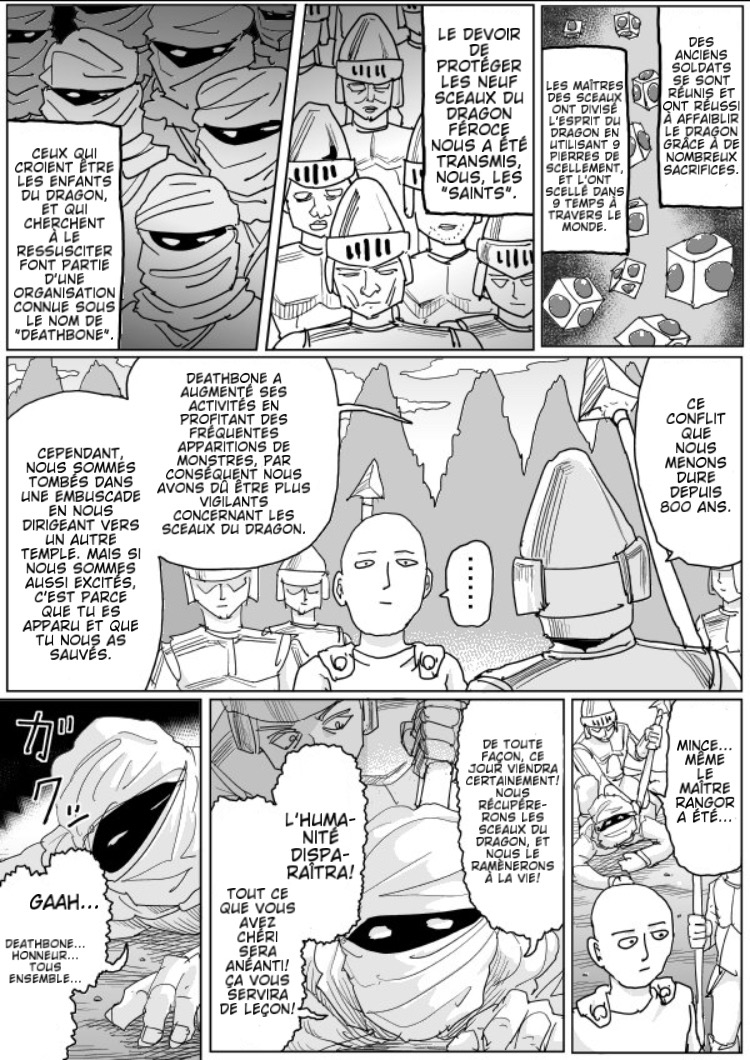 DES
ANCIENS
SOLDATS
SE SONT
RÉUNIS ET
ONT RÉUSSI
À AFFAIBLIR
LE DRAGON
GRÂCE À DE
NOMBREUX
SACRIFICES.
LES MAÎTRES
DES SCEAUX
ONT DIVISÉ
L'ESPRIT DU
DRAGON EN
UTILISANT 9
PIERRES DE
SCELLEMENT,
ET L'ONT
SCELLÉ DANS
9 TEMPS À
TRAVERS LE
MONDE.
LE DEVOIR
DE
PROTÉGER
LES NEUF
SCEAUX DU
DRAGON
FÉROCE
NOUS A ÉTÉ
TRANSMIS,
NOUS, LES
"SAINTS".
CEUX QUI
CROIENT ÊTRE
LES ENFANTS
DU DRAGON,
ET QUI
CHERCHENT
À LE
RESSUSCITER
FONT PARTIE
D'UNE
ORGANISATION
CONNUE SOUS
LE NOM DE
"DEATHBONE".
CE
CONFLIT
QUE
NOUS
MENONS
DURE
DEPUIS
800 ANS.
DEATHBONE A
AUGMENTÉ SES
ACTIVITÉS EN
PROFITANT DES
FRÉQUENTES
APPARITIONS DE
MONSTRES, PAR
CONSÉQUENT NOUS
AVONS DÛ ÊTRE PLUS
VIGILANTS
CONCERNANT LES
SCEAUX DU DRAGON.
.....
CEPENDANT,
NOUS SOMMES
TOMBÉS DANS
UNE EMBUSCADE
EN NOUS
DIRIGEANT VERS
UN AUTRE
TEMPLE. MAIS SI
NOUS SOMMES
AUSSI EXCITÉS,
C'EST PARCE
QUE TU ES
APPARU ET QUE
TU NOUS AS
SAUVÉS.
MINCE...
MÊME
LE
MAÎTRE
RANGOR
A ÉTÉ...
DE TOUTE
FAÇON, CE
JOUR VIENDRA
CERTAINEMENT!
NOUS
RÉCUPÉRE-
RONS LES
SCEAUX DU
DRAGON, ET
NOUS LE
RAMÈNERONS
À LA VIE!
L'HUMA-
NITÉ
DISPA-
RAÎTRA!
TOUT CE
QUE VOUS
AVEZ
CHÉRI
SERA
ANÉANTI!
ÇA VOUS
SERVIRA
DE LEÇON!
ガクッ
GAAH...
DEATHBONE...
HONNEUR...
TOUS
ENSEMBLE...